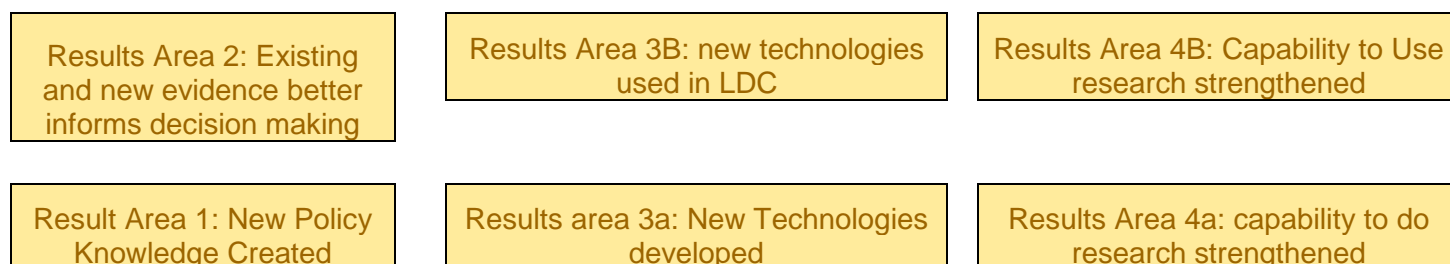 Results Area 2: Existing
and new evidence better
informs decision making
Results Area 3B: new technologies
used in LDC
Results Area 4B: Capability to Use
research strengthened
Result Area 1: New Policy
Knowledge Created
Results area 3a: New Technologies
developed
Results Area 4a: capability to do
research strengthened